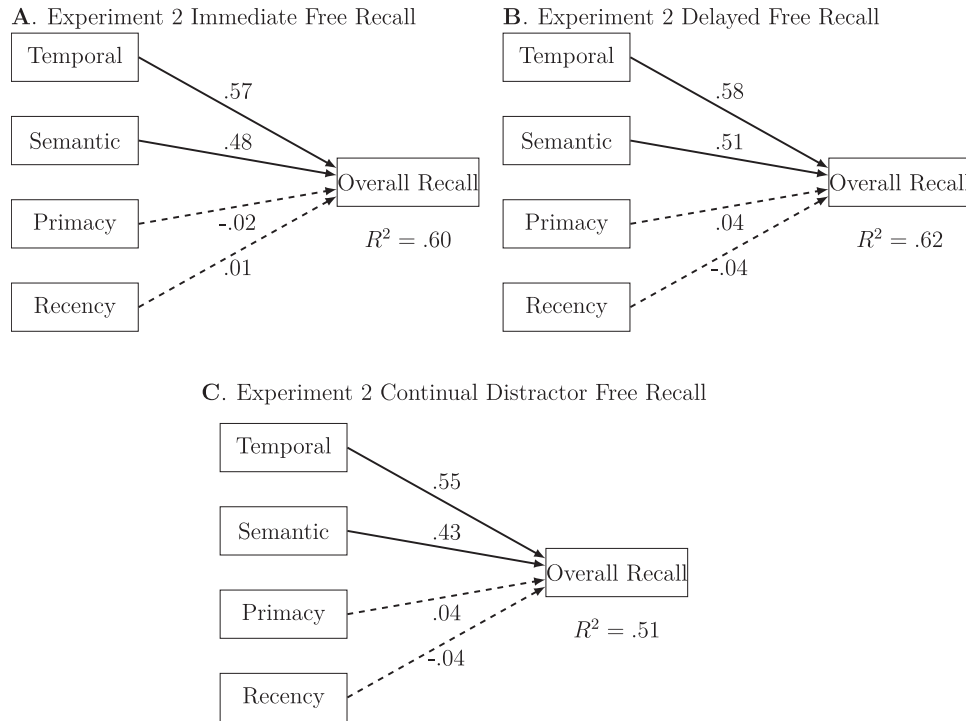 A. Experiment 2 Immediate Free Recall
Temporal
.57
Semantic
.48
Overall Recall
Primacy
-.02
R² = .60
.01
Recency
B. Experiment 2 Delayed Free Recall
Temporal
.58
Semantic
.51
Overall Recall
Primacy
.04
R² = .62
-.04
Recency
C. Experiment 2 Continual Distractor Free Recall
Temporal
.55
Semantic
.43
Overall Recall
Primacy
.04
R² = .51
-.04
Recency